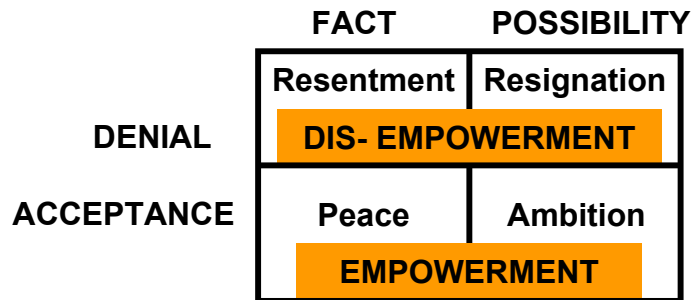 FACT POSSIBILITY
Resentment Resignation
DENIAL DIS- EMPOWERMENT
ACCEPTANCE Peace Ambition
EMPOWERMENT